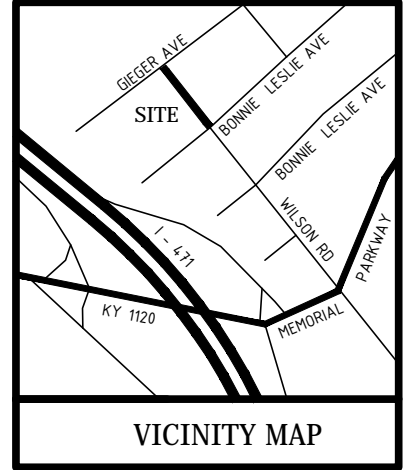 GIEGER AVE
SITE
BONNIE LESLIE AVE
BONNIE LESLIE AVE
WILSON RD
I - 471
PARKWAY
KY 1120
MEMORIAL
VICINITY MAP